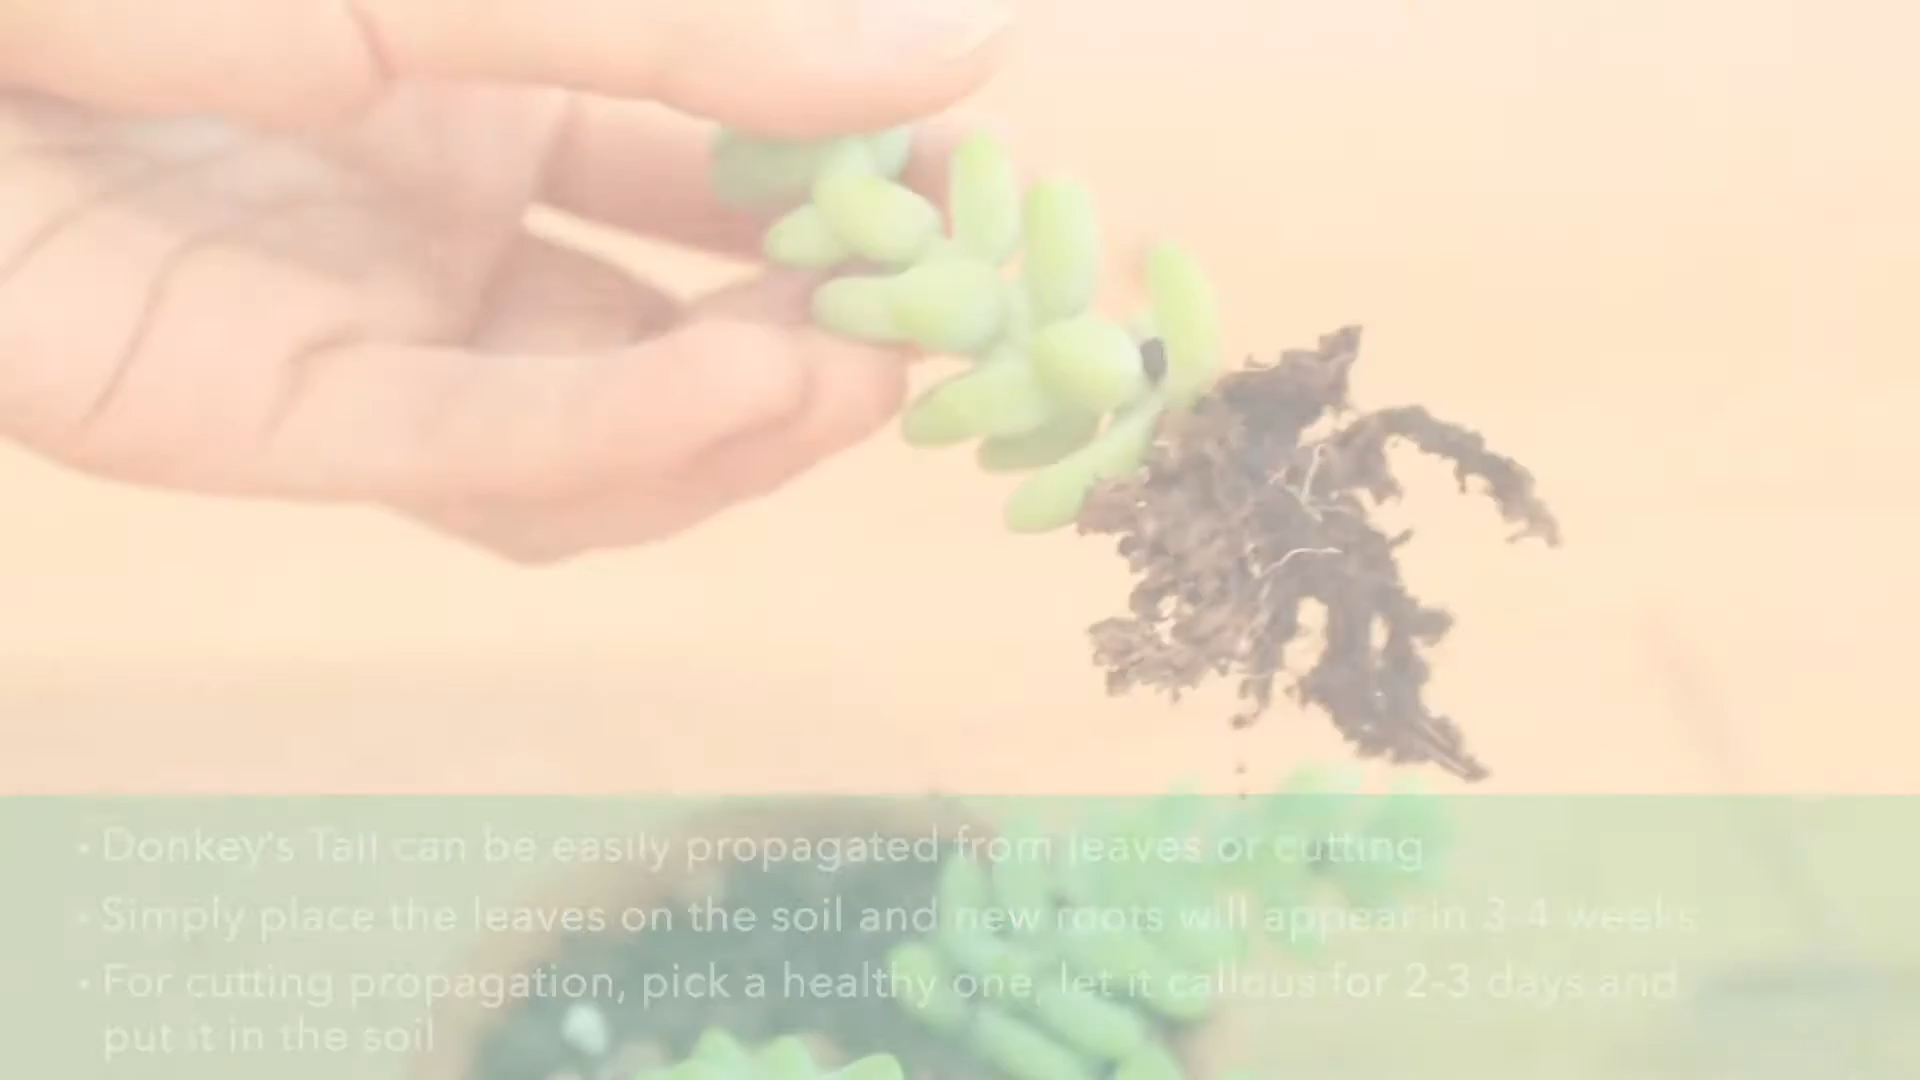 • Donkey's Tail can be easily propagated from leaves or cutting
• Simply place the leaves on the soil and new roots will appear in 3-4 weeks
• For cutting propagation, pick a healthy one, let it callous for 2-3 days and
put it in the soil